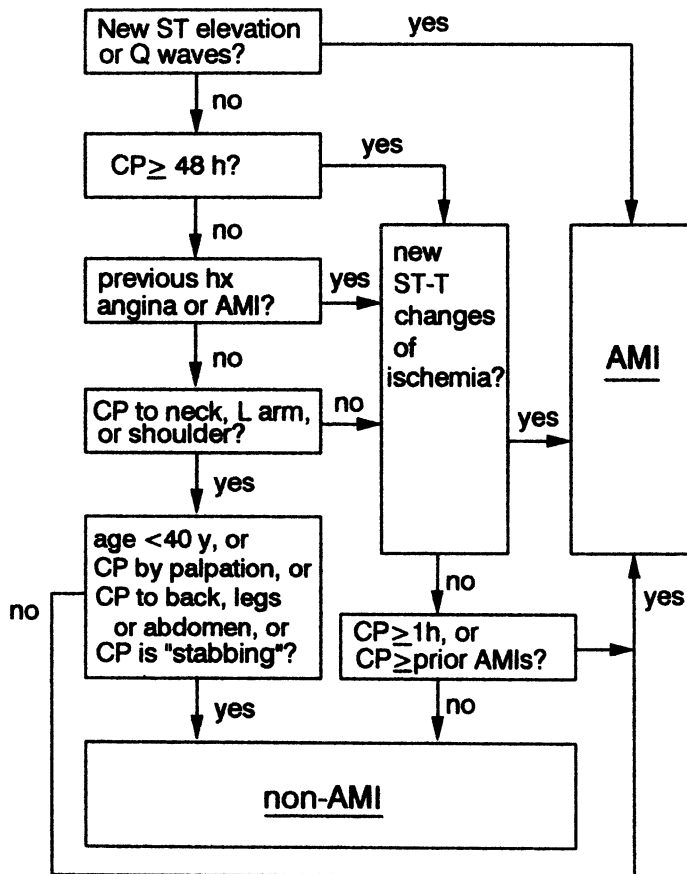 New ST elevation
or Q waves?
yes
no
CP≥ 48 h?
yes
no
previous hx
angina or AMI?
yes
no
CP to neck, L arm,
or shoulder?
no
yes
new
ST-T
changes
of
ischemia?
yes
AMI
age <40 y, or
CP by palpation, or
CP to back, legs
or abdomen, or
CP is "stabbing"?
no
yes
no
CP≥1h, or
CP≥prior AMIs?
yes
no
non-AMI